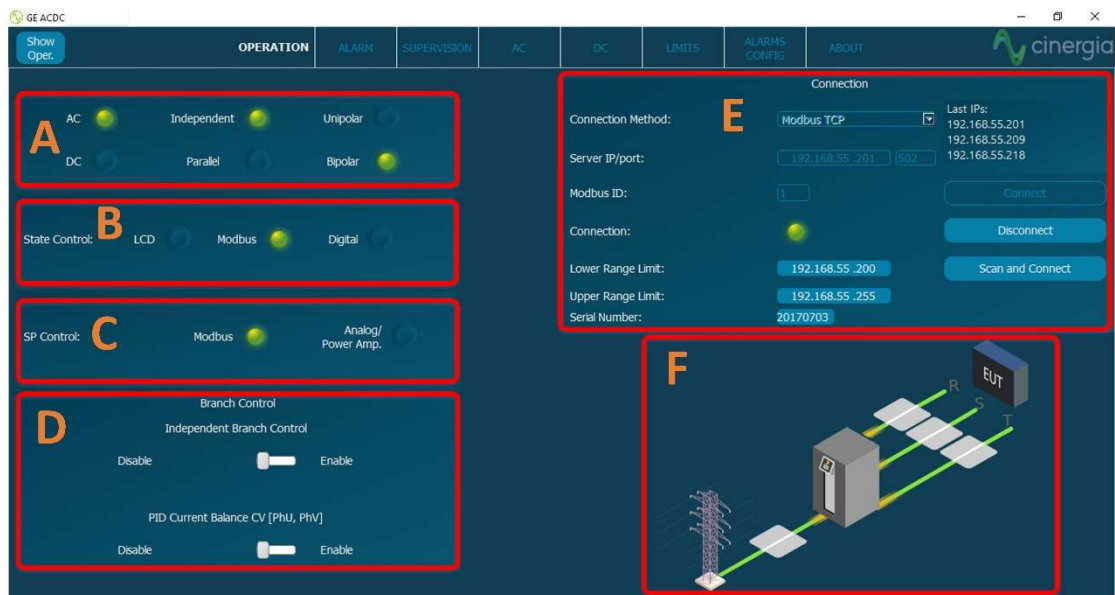 GE ACDC
Show
Oper.
OPERATION
ALARM
SUPERVISION
AC
DC
LIMITS
ALARMS
CONFIG
ABOUT
cinergia
A
AC
Independent
Unipolar
DC
Parallel
Bipolar
B
State Control:
LCD
Modbus
Digital
C
SP Control:
Modbus
Analog/
Power Amp.
D
Branch Control
Independent Branch Control
Disable
Enable
PID Current Balance CV [PhU, PhV]
Disable
Enable
E
Connection
Connection Method:
Modbus TCP
Last IPs:
192.168.55.201
192.168.55.209
192.168.55.218
Server IP/port:
192.168.55 .201
502
Modbus ID:
1
Connect
Connection:
Disconnect
Lower Range Limit:
192.168.55 .200
Scan and Connect
Upper Range Limit:
192.168.55 .255
Serial Number:
20170703
F
EUT
R
S
T